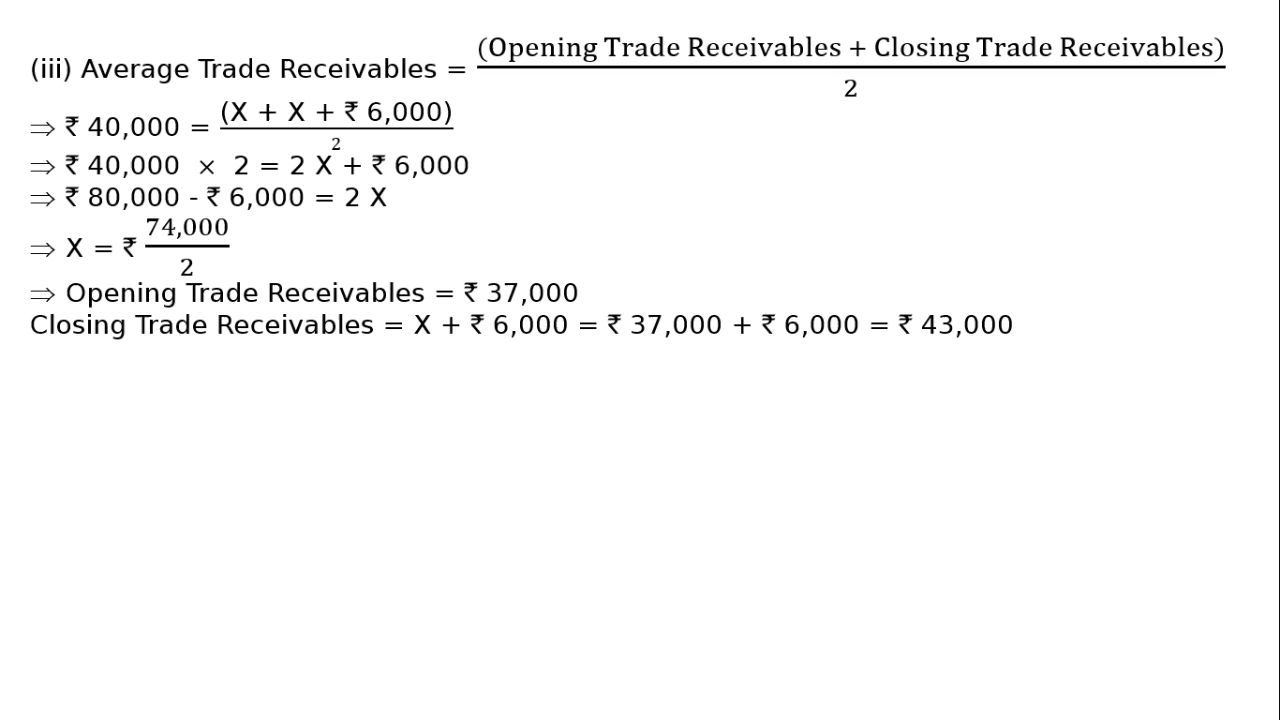 (iii) Average Trade Receivables = (Opening Trade Receivables + Closing Trade Receivables)
2
⇒ ₹ 40,000 = (X + X + ₹ 6,000)
2
⇒ ₹ 40,000 × 2 = 2 X + ₹ 6,000
⇒ ₹ 80,000 - ₹ 6,000 = 2 X
⇒ X = ₹ 74,000
2
⇒ Opening Trade Receivables = ₹ 37,000
Closing Trade Receivables = X + ₹ 6,000 = ₹ 37,000 + ₹ 6,000 = ₹ 43,000